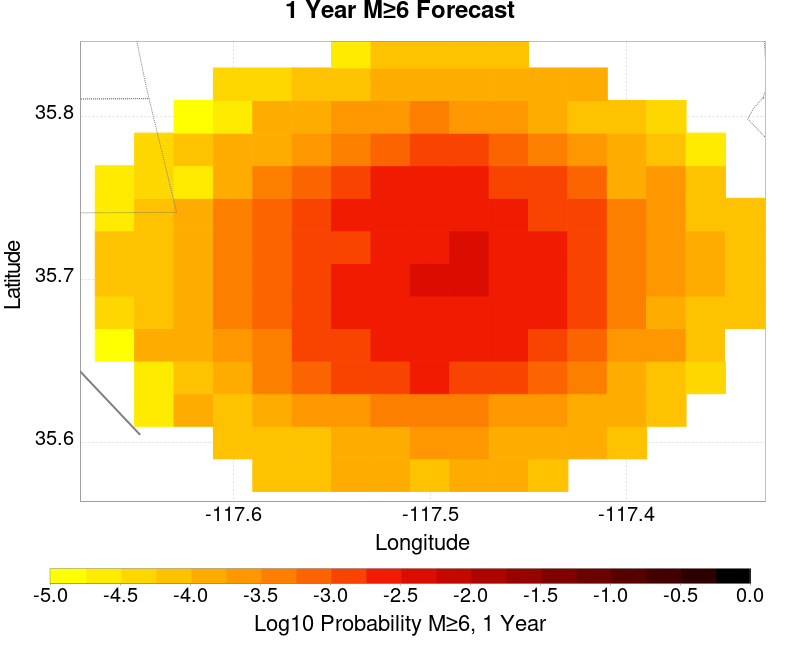 1 Year M≥6 Forecast
35.8
35.7
35.6
Latitude
-117.6 -117.5 -117.4
Longitude
-5.0 -4.5 -4.0 -3.5 -3.0 -2.5 -2.0 -1.5 -1.0 -0.5 0.0
Log10 Probability M≥6, 1 Year